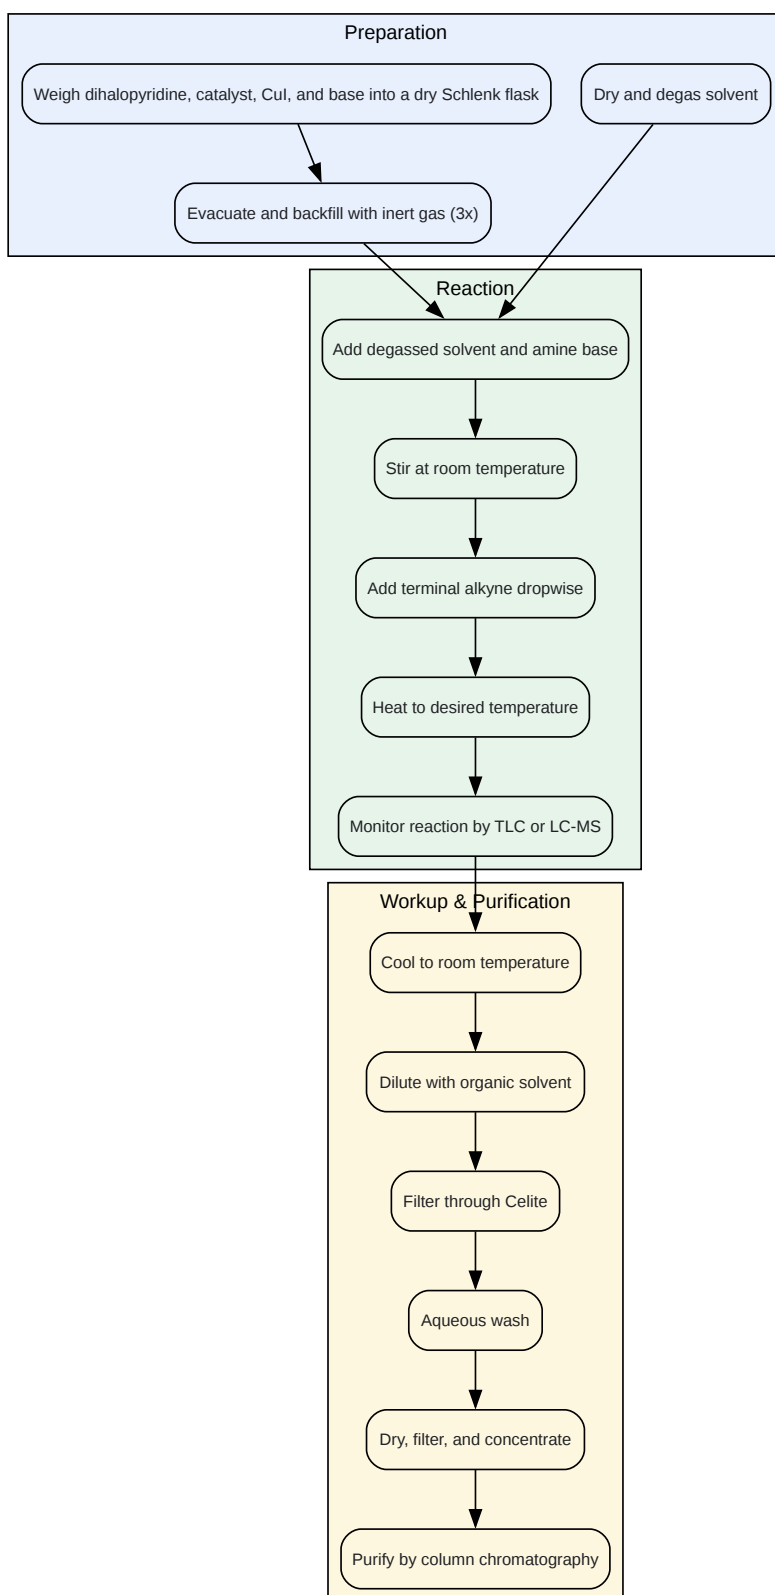 Preparation
Weigh dihalopyridine, catalyst, CuI, and base into a dry Schlenk flask
Dry and degas solvent
Evacuate and backfill with inert gas (3x)
Reaction
Add degassed solvent and amine base
Stir at room temperature
Add terminal alkyne dropwise
Heat to desired temperature
Monitor reaction by TLC or LC-MS
Workup & Purification
Cool to room temperature
Dilute with organic solvent
Filter through Celite
Aqueous wash
Dry, filter, and concentrate
Purify by column chromatography